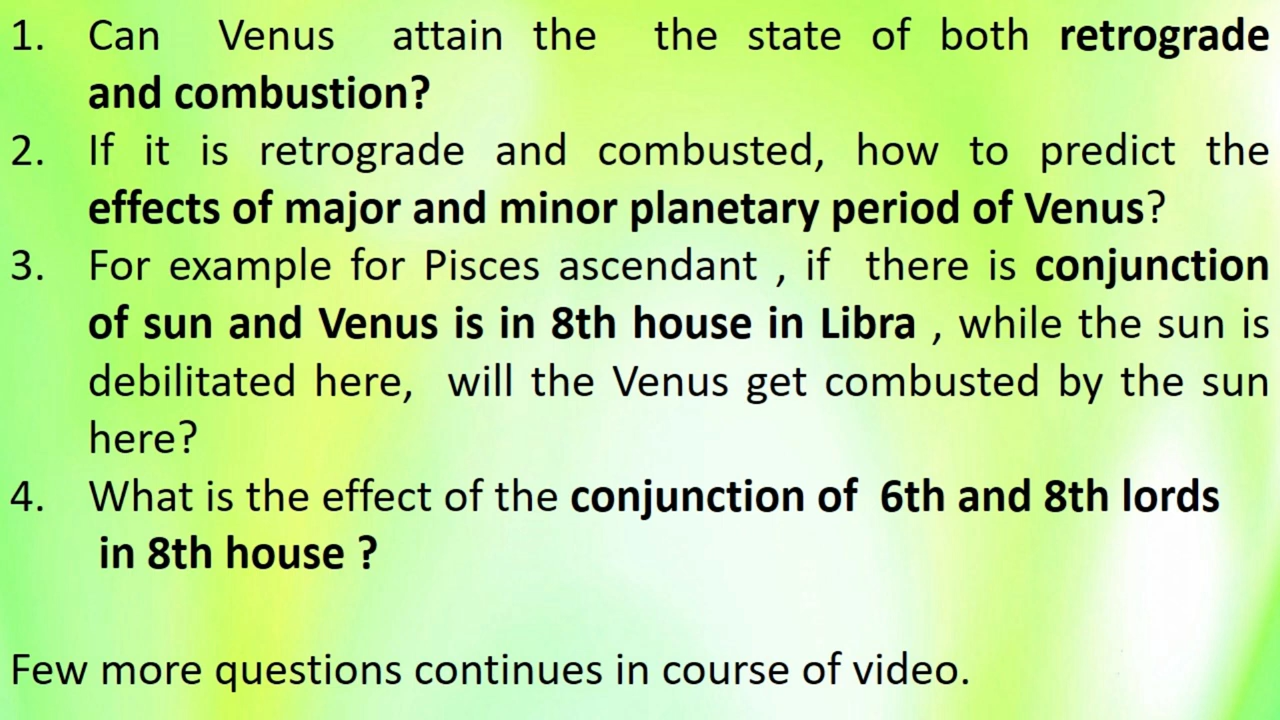 1. Can Venus attain the the state of both retrograde
and combustion?
2. If it is retrograde and combusted, how to predict the
effects of major and minor planetary period of Venus?
3. For example for Pisces ascendant , if there is conjunction
of sun and Venus is in 8th house in Libra , while the sun is
debilitated here, will the Venus get combusted by the sun
here?
4. What is the effect of the conjunction of 6th and 8th lords
in 8th house ?
Few more questions continues in course of video.